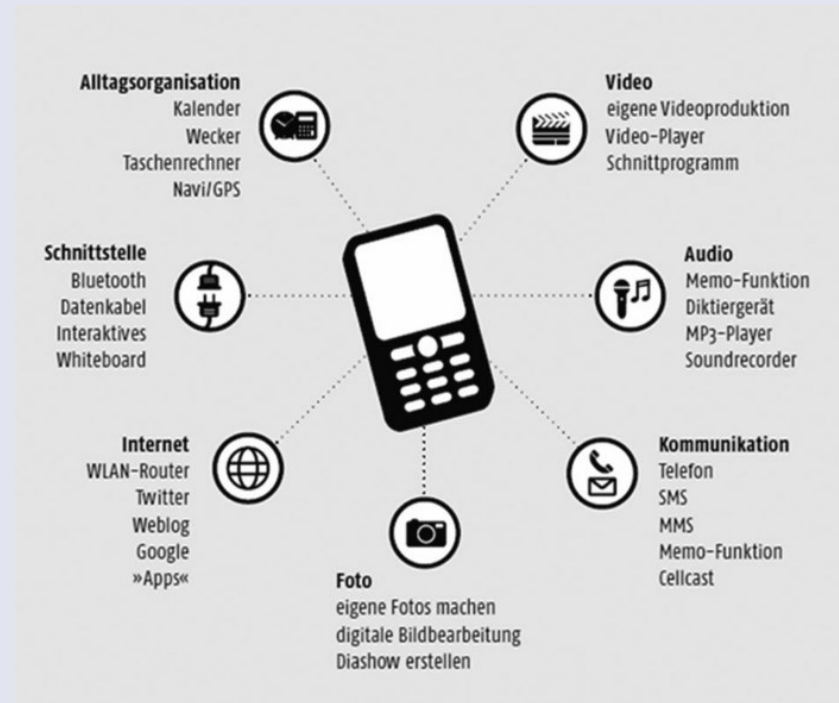 Alltagsorganisation
Kalender
Wecker
Taschenrechner
Navi/GPS
Video
eigene Videoproduktion
Video-Player
Schnittprogramm
Schnittstelle
Bluetooth
Datenkabel
Interaktives
Whiteboard
Audio
Memo-Funktion
Diktiergerät
MP3-Player
Soundrecorder
Internet
WLAN-Router
Twitter
Weblog
Google
»Apps«
Kommunikation
Telefon
SMS
MMS
Memo-Funktion
Cellcast
Foto
eigene Fotos machen
digitale Bildbearbeitung
Diashow erstellen